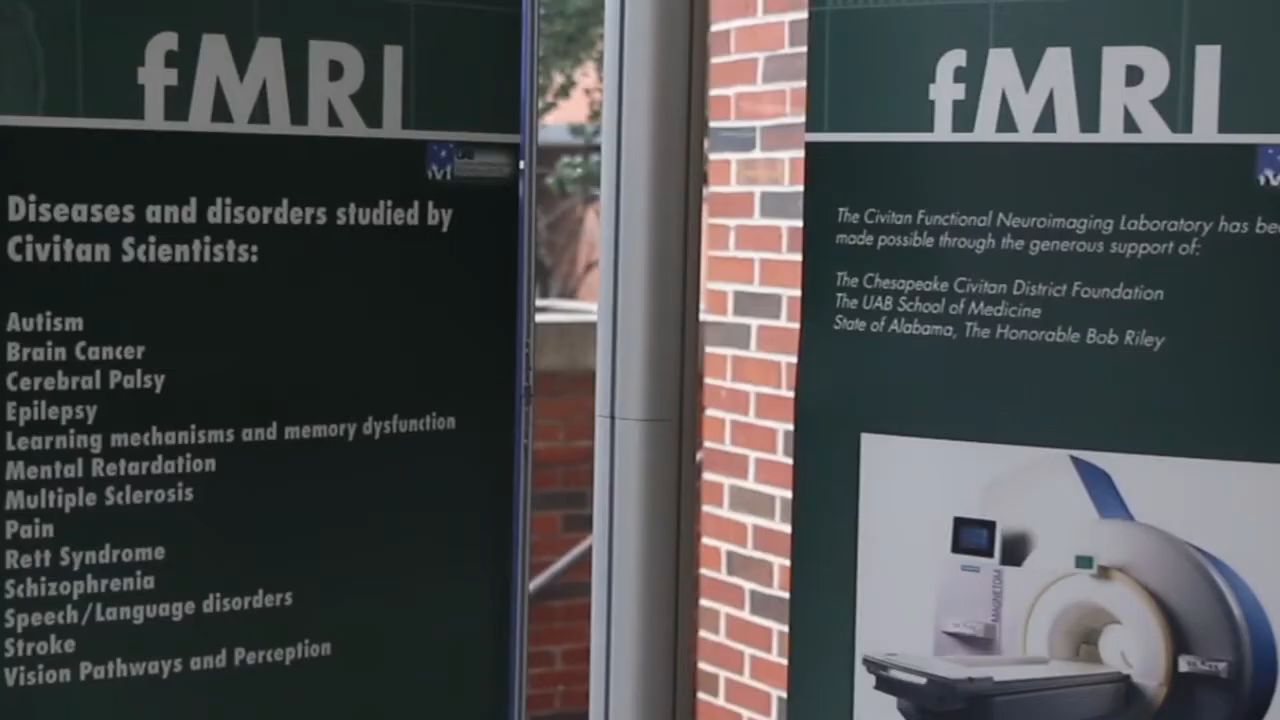 fMRI
Diseases and disorders studied by
Civitan Scientists:
Autism
Brain Cancer
Cerebral Palsy
Epilepsy
Learning mechanisms and memory dysfunction
Mental Retardation
Multiple Sclerosis
Pain
Rett Syndrome
Schizophrenia
Speech/Language disorders
Stroke
Vision Pathways and Perception
fMRI
The Civitan Functional Neuroimaging Laboratory has
made possible through the generous support of:
The Chesapeake Civitan District Foundation
The UAB School of Medicine
State of Alabama, The Honorable Bob Riley
MAGNETOM